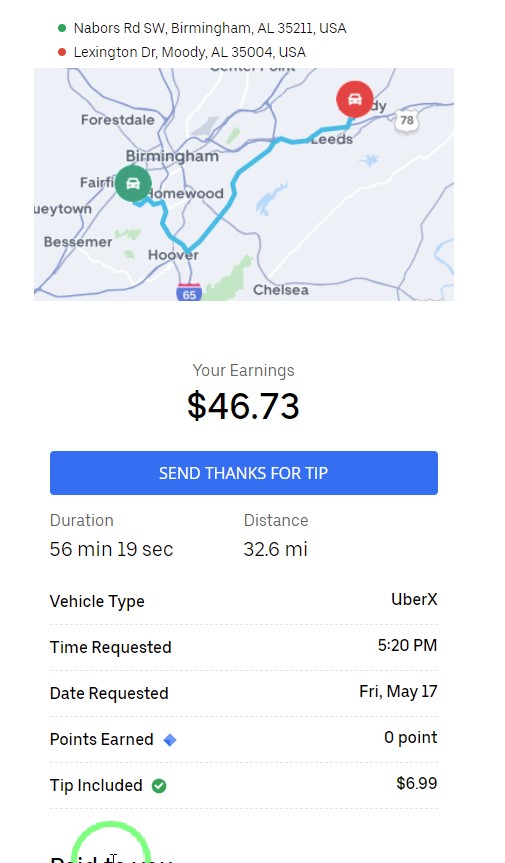 Nabors Rd SW, Birmingham, AL 35211, USA
Lexington Dr, Moody, AL 35004, USA
Center Point
Forestdale
dy
78
Leeds
Birmingham
Fairfi
Homewood
ueytown
Bessemer
Hoover
65
Chelsea
Your Earnings
$46.73
SEND THANKS FOR TIP
Duration
Distance
56 min 19 sec
32.6 mi
Vehicle Type
UberX
Time Requested
5:20 PM
Date Requested
Fri, May 17
Points Earned
0 point
Tip Included
$6.99
Paid to you